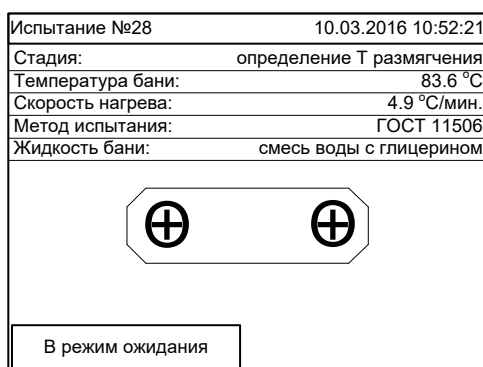 Испытание №28 10.03.2016 10:52:21
Стадия: определение Т размягчения
Температура бани: 83.6 °С
Скорость нагрева: 4.9 °С/мин.
Метод испытания: ГОСТ 11506
Жидкость бани: смесь воды с глицерином
В режим ожидания